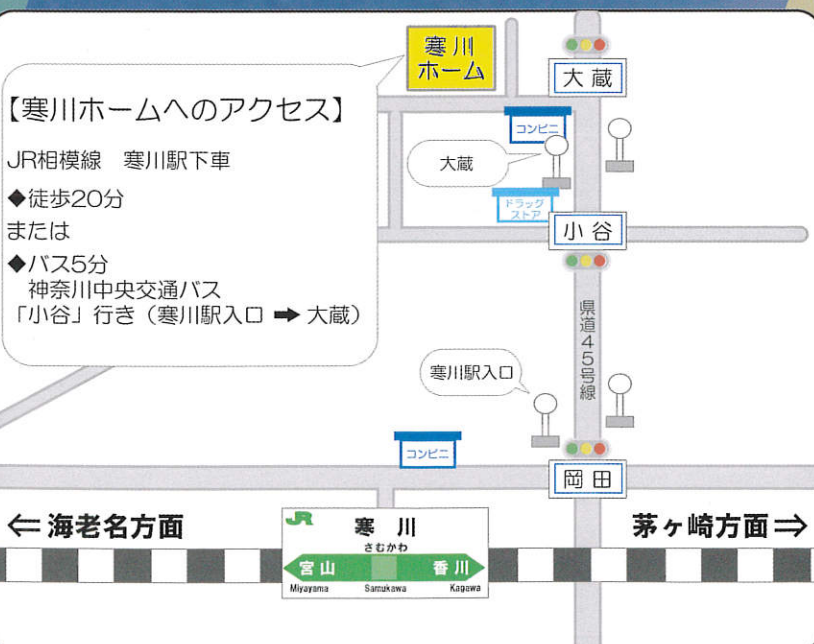 寒川
ホーム
大蔵
【寒川ホームへのアクセス】
JR相模線　寒川駅下車
◆徒歩20分
または
◆バス5分
神奈川中央交通バス
「小谷」行き（寒川駅入口 ➡ 大蔵）
コンビニ
大蔵
ドラッグ
ストア
小谷
県道45号線
寒川駅入口
コンビニ
岡田
⇐海老名方面
茅ヶ崎方面⇒
JR
寒川
さむかわ
宮山
香川
Miyayama
Samukawa
Kagawa